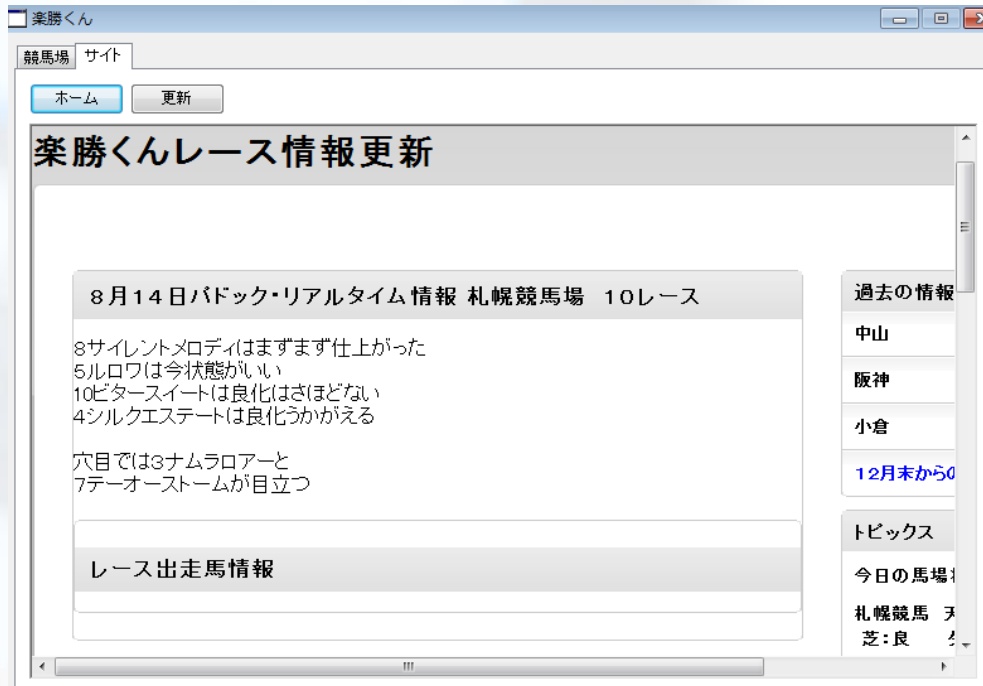 楽勝くん
競馬場 サイト
ホーム 更新
楽勝くんレース情報更新
8月14日パドック・リアルタイム情報 札幌競馬場 10レース
8サイレントメロディはまずまず仕上がった
5ルロワは今状態がいい
10ビタースイートは良化はさほどない
4シルクエステートは良化うかがえる
穴目では3ナムラロアーと
7テーオーストームが目立つ
レース出走馬情報
過去の情報
中山
阪神
小倉
12月末から
トピックス
今日の馬場
札幌競馬
芝:良